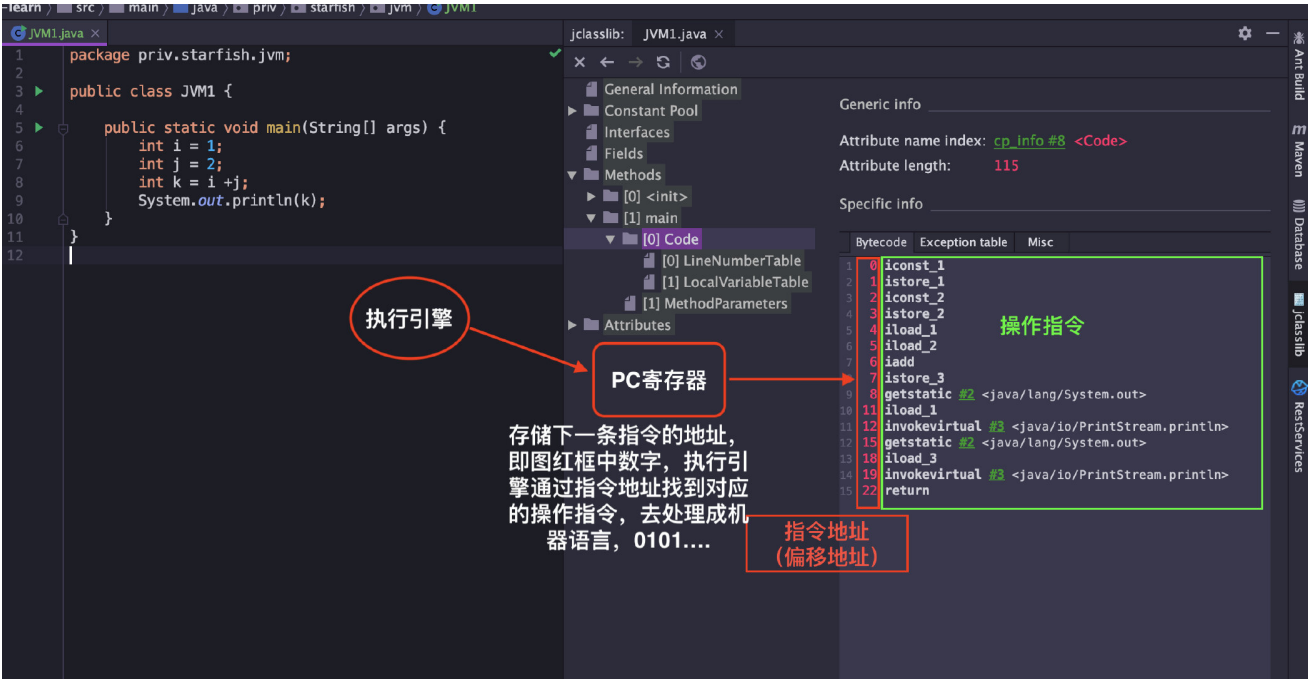 -learn 〉 src 〉 main 〉 java 〉 priv 〉 starfish 〉 jvm 〉 JVM1
JVM1.java ×
1 package priv.starfish.jvm;
2
3 public class JVM1 {
4
5 public static void main(String[] args) {
6 int i = 1;
7 int j = 2;
8 int k = i +j;
9 System.out.println(k);
10 }
11 }
12
jclasslib: JVM1.java ×
General Information
Constant Pool
Interfaces
Fields
Methods
[0] <init>
[1] main
[0] Code
[0] LineNumberTable
[1] LocalVariableTable
[1] MethodParameters
Attributes
Generic info
Attribute name index: cp_info #8 <Code>
Attribute length: 115
Specific info
Bytecode Exception table Misc
1 0 iconst_1
2 1 istore_1
3 2 iconst_2
4 3 istore_2
5 4 iload_1
6 5 iload_2
7 6 iadd
8 7 istore_3
9 8 getstatic #2 <java/lang/System.out>
10 11 iload_1
11 12 invokevirtual #3 <java/io/PrintStream.println>
12 15 getstatic #2 <java/lang/System.out>
13 18 iload_3
14 19 invokevirtual #3 <java/io/PrintStream.println>
15 22 return
操作指令
执行引擎
PC寄存器
存储下一条指令的地址，
即图红框中数字，执行引
擎通过指令地址找到对应
的操作指令，去处理成机
器语言，0101....
指令地址
（偏移地址）
Ant Build
m Maven
Database
jclasslib
RestServices